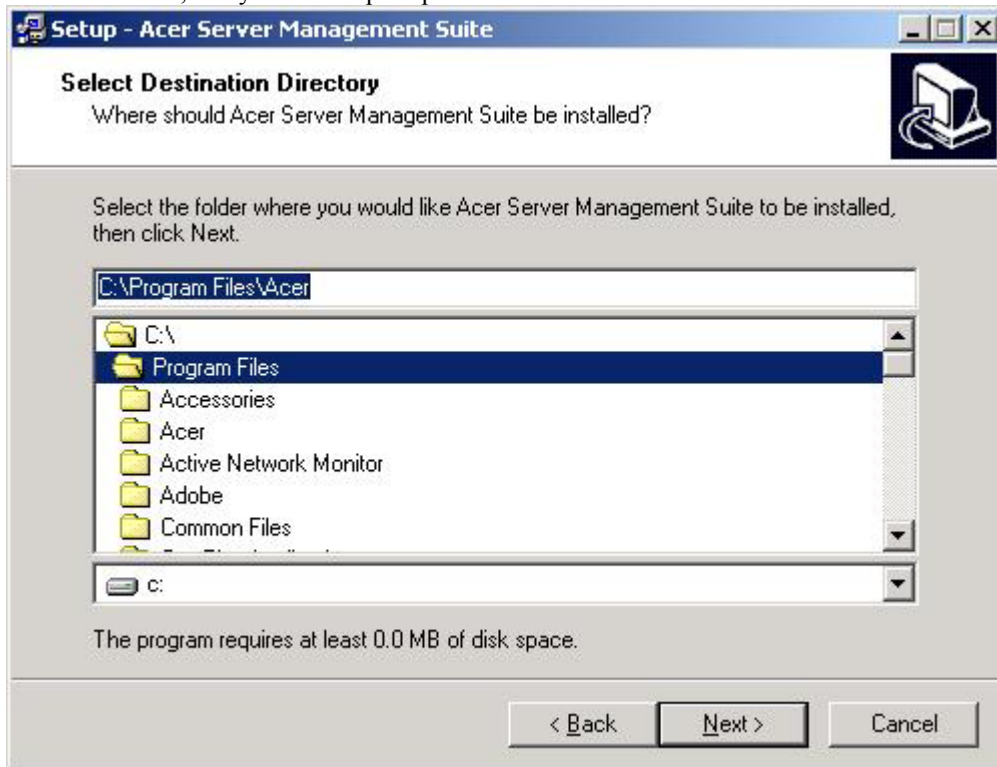 Setup - Acer Server Management Suite
Select Destination Directory
Where should Acer Server Management Suite be installed?
Select the folder where you would like Acer Server Management Suite to be installed,
then click Next.
C:\Program Files\Acer
C:\
Program Files
Accessories
Acer
Active Network Monitor
Adobe
Common Files
c:
The program requires at least 0.0 MB of disk space.
< Back Next > Cancel